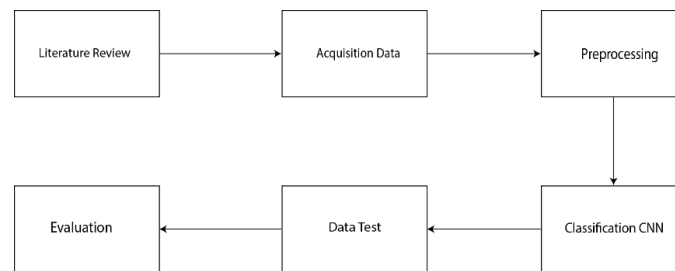 Literature Review
Acquisition Data
Preprocessing
Classification CNN
Data Test
Evaluation